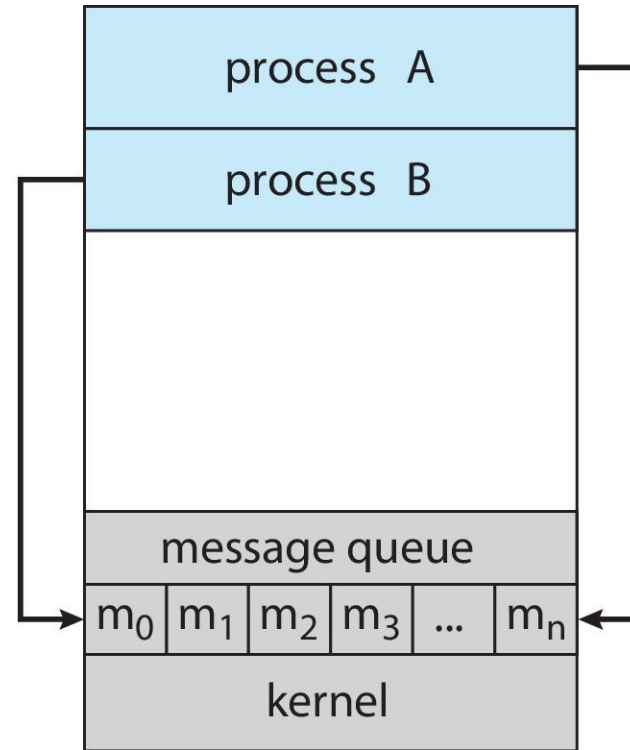 process A
process B
message queue
m₀ m₁ m₂ m₃ ... mₙ
kernel